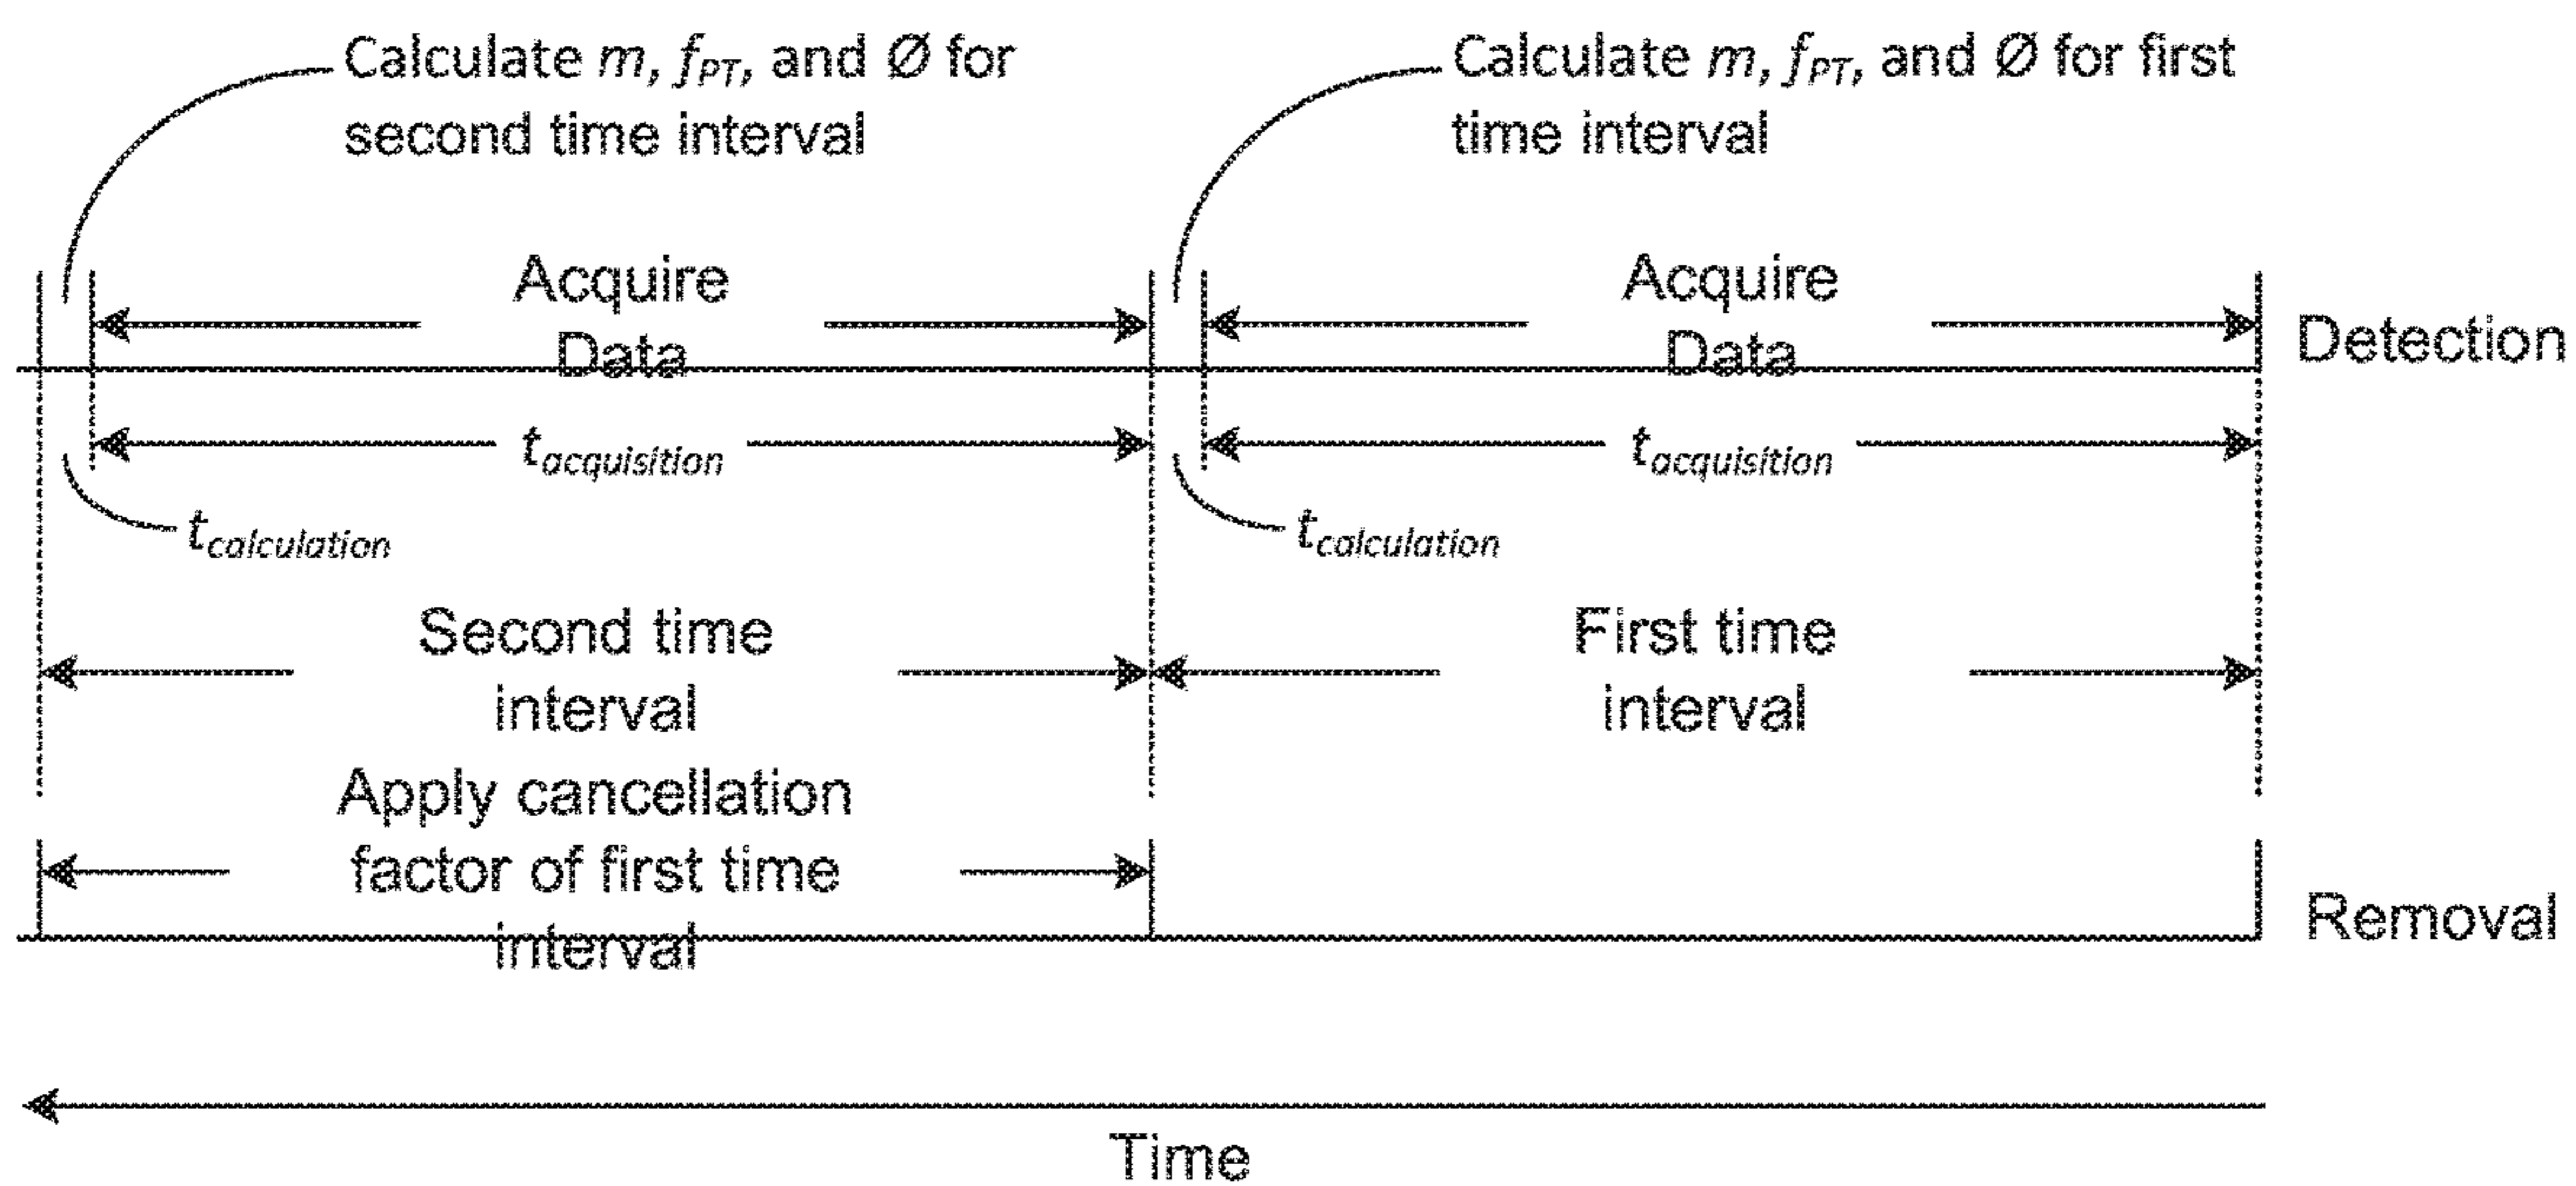 Calculate m, fPT, and Ø for
second time interval
Calculate m, fPT, and Ø for first
time interval
Acquire
Data
Acquire
Data
Detection
tacquisition
tacquisition
tcalculation
tcalculation
Second time
interval
First time
interval
Apply cancellation
factor of first time
interval
Removal
Time